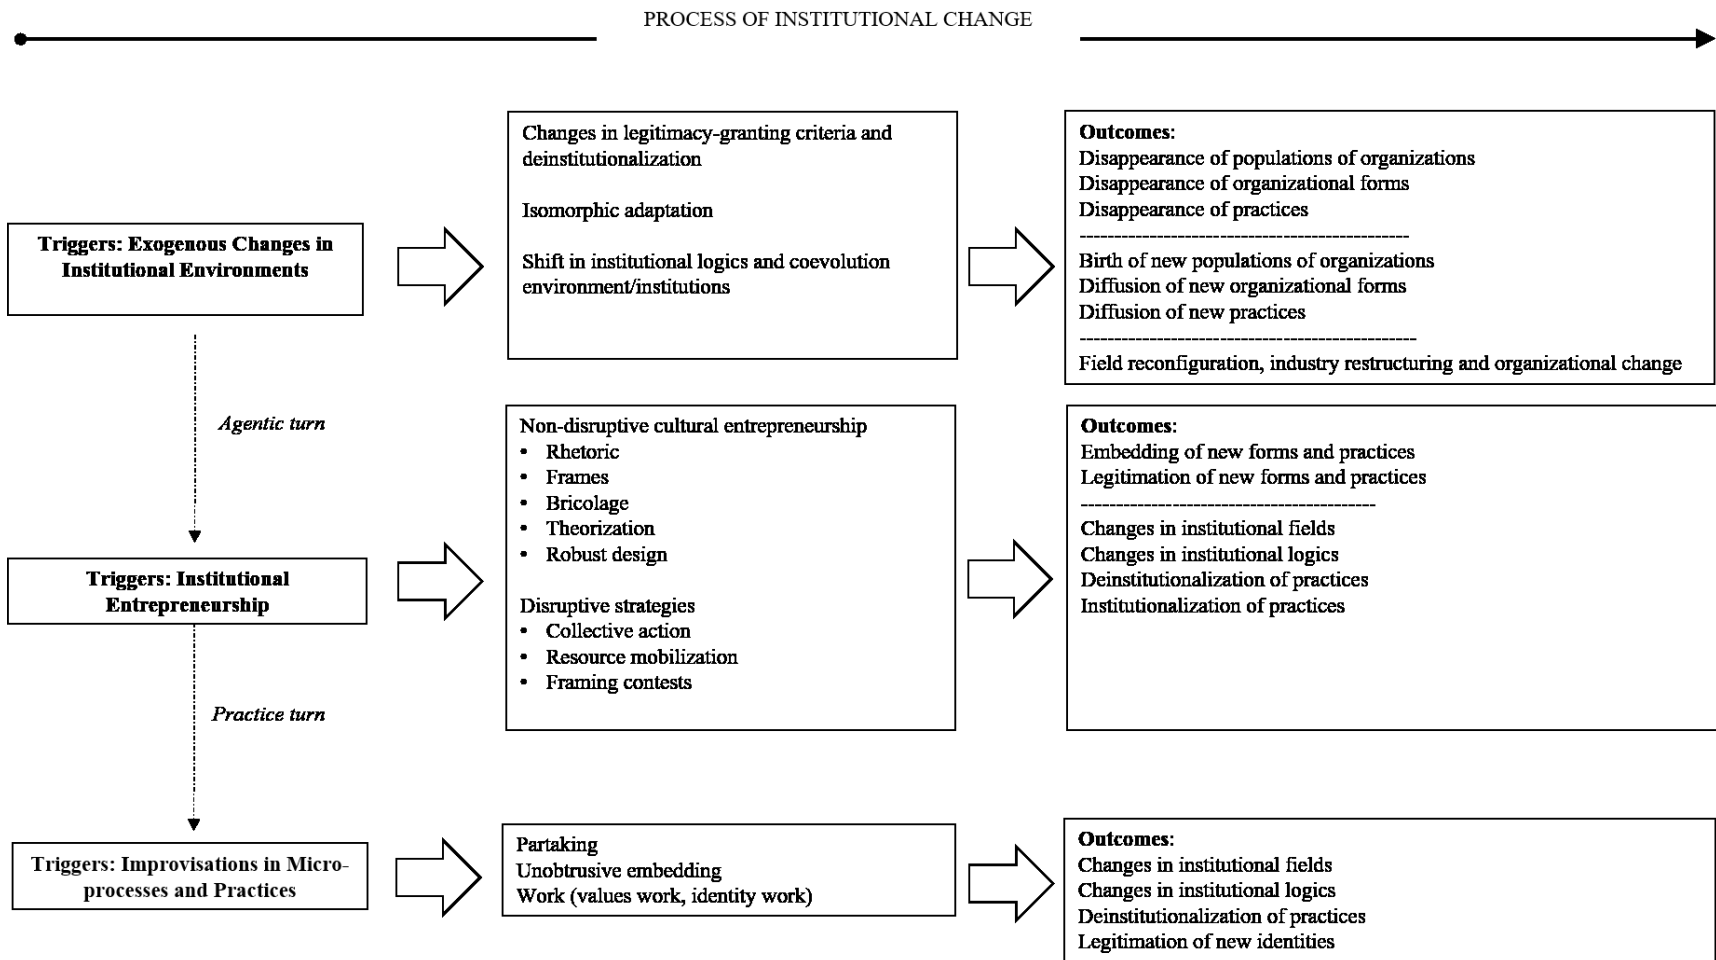 PROCESS OF INSTITUTIONAL CHANGE
Triggers: Exogenous Changes in
Institutional Environments
Changes in legitimacy-granting criteria and
deinstitutionalization
Isomorphic adaptation
Shift in institutional logics and coevolution
environment/institutions
Outcomes:
Disappearance of populations of organizations
Disappearance of organizational forms
Disappearance of practices
-----------------------------------------------
Birth of new populations of organizations
Diffusion of new organizational forms
Diffusion of new practices
------------------------------------------------
Field reconfiguration, industry restructuring and organizational change
Agentic turn
Triggers: Institutional
Entrepreneurship
Non-disruptive cultural entrepreneurship
• Rhetoric
• Frames
• Bricolage
• Theorization
• Robust design
Disruptive strategies
• Collective action
• Resource mobilization
• Framing contests
Outcomes:
Embedding of new forms and practices
Legitimation of new forms and practices
------------------------------------------
Changes in institutional fields
Changes in institutional logics
Deinstitutionalization of practices
Institutionalization of practices
Practice turn
Triggers: Improvisations in Micro-
processes and Practices
Partaking
Unobtrusive embedding
Work (values work, identity work)
Outcomes:
Changes in institutional fields
Changes in institutional logics
Deinstitutionalization of practices
Legitimation of new identities